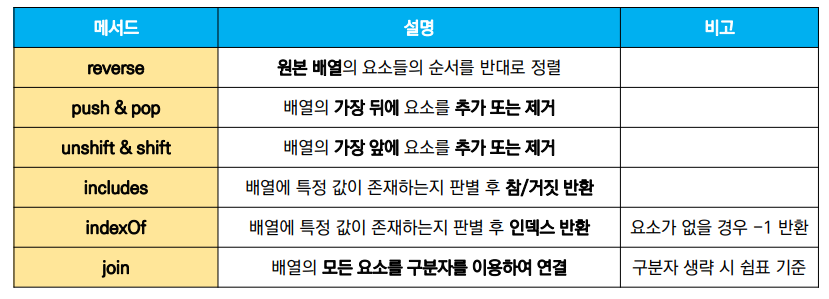 메서드 설명 비고
reverse 원본 배열의 요소들의 순서를 반대로 정렬
push & pop 배열의 가장 뒤에 요소를 추가 또는 제거
unshift & shift 배열의 가장 앞에 요소를 추가 또는 제거
includes 배열에 특정 값이 존재하는지 판별 후 참/거짓 반환
indexOf 배열에 특정 값이 존재하는지 판별 후 인덱스 반환 요소가 없을 경우 -1 반환
join 배열의 모든 요소를 구분자를 이용하여 연결 구분자 생략 시 쉼표 기준